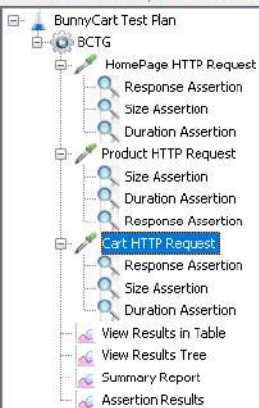 BunnyCart Test Plan
BCTG
HomePage HTTP Request
Response Assertion
Size Assertion
Duration Assertion
Product HTTP Request
Size Assertion
Duration Assertion
Response Assertion
Cart HTTP Request
Response Assertion
Size Assertion
Duration Assertion
View Results in Table
View Results Tree
Summary Report
Assertion Results